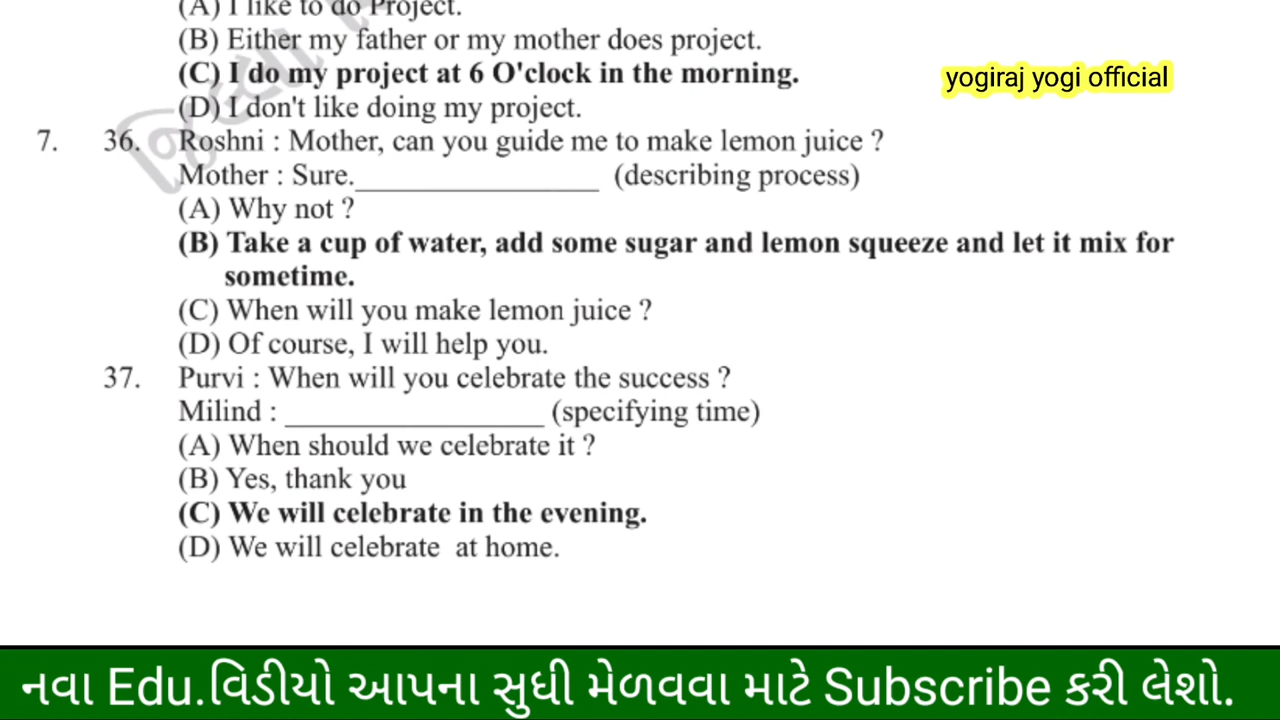 (A) I like to do Project.
(B) Either my father or my mother does project.
(C) I do my project at 6 O'clock in the morning.
yogiraj yogi official
(D) I don't like doing my project.
7. 36. Roshni : Mother, can you guide me to make lemon juice ?
Mother : Sure._________________ (describing process)
(A) Why not ?
(B) Take a cup of water, add some sugar and lemon squeeze and let it mix for
sometime.
(C) When will you make lemon juice ?
(D) Of course, I will help you.
37. Purvi : When will you celebrate the success ?
Milind : __________________ (specifying time)
(A) When should we celebrate it ?
(B) Yes, thank you
(C) We will celebrate in the evening.
(D) We will celebrate at home.
નવા Edu.વિડીયો આપના સુધી મેળવવા માટે Subscribe કરી લેશો.